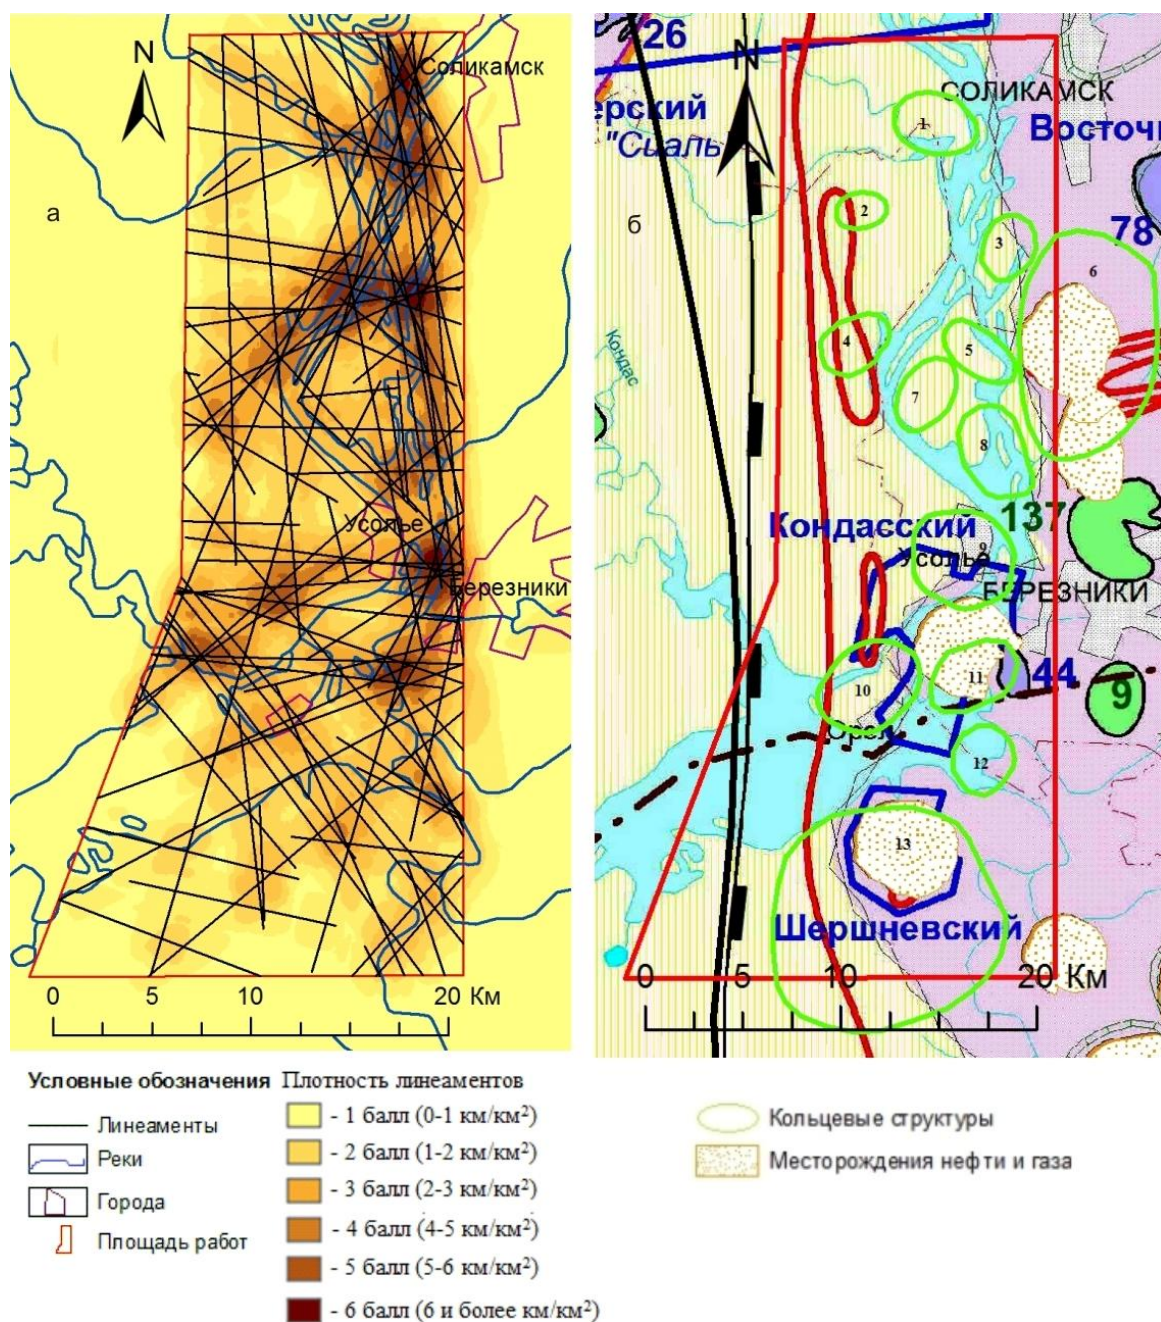 N
Соликамск
а
Усолье
Березники
0 5 10 20 Км
26
N
СОЛИКАМСК
ерский
Восточн
"Сиаль
1
2
б
78
3
6
4
5
Кондас
7
8
Кондасский
137
9
Усолье
БЕРЕЗНИКИ
10
11
44
9
12
13
Шершневский
0 5 10 20 Км
Условные обозначения
Линеаменты
Реки
Города
Площадь работ
Плотность линеаментов
- 1 балл (0-1 км/км²)
- 2 балл (1-2 км/км²)
- 3 балл (2-3 км/км²)
- 4 балл (4-5 км/км²)
- 5 балл (5-6 км/км²)
- 6 балл (6 и более км/км²)
Кольцевые структуры
Месторождения нефти и газа